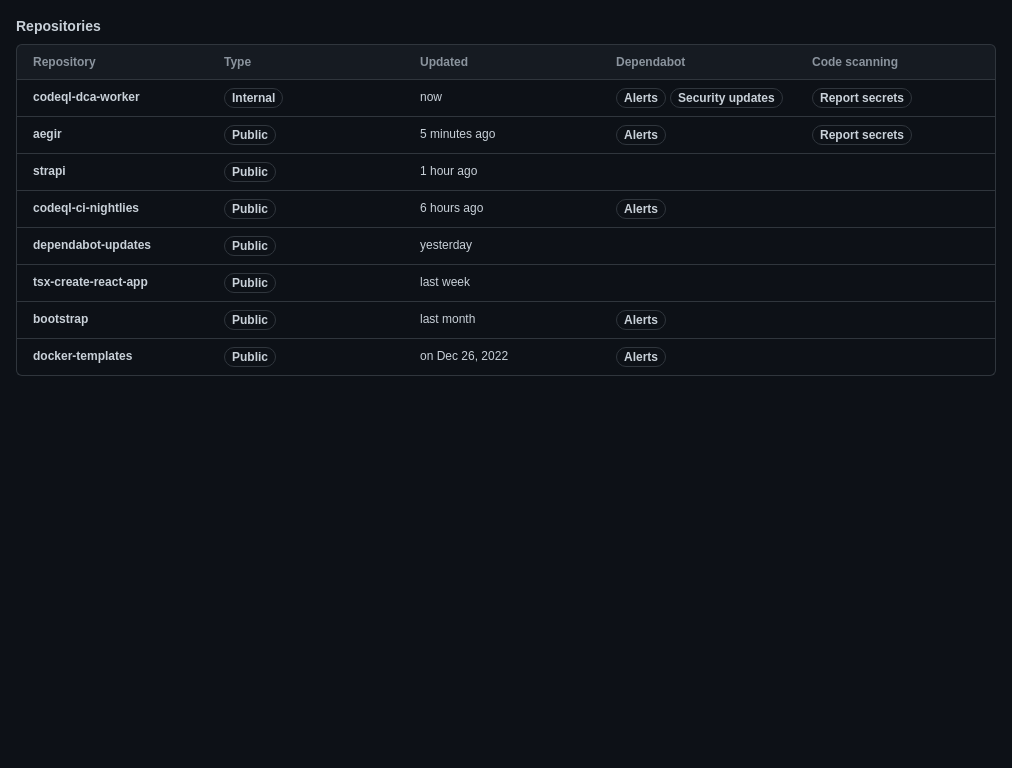 Repositories
Repository Type Updated Dependabot Code scanning
codeql-dca-worker Internal now Alerts Security updates Report secrets
aegir Public 5 minutes ago Alerts Report secrets
strapi Public 1 hour ago
codeql-ci-nightlies Public 6 hours ago Alerts
dependabot-updates Public yesterday
tsx-create-react-app Public last week
bootstrap Public last month Alerts
docker-templates Public on Dec 26, 2022 Alerts